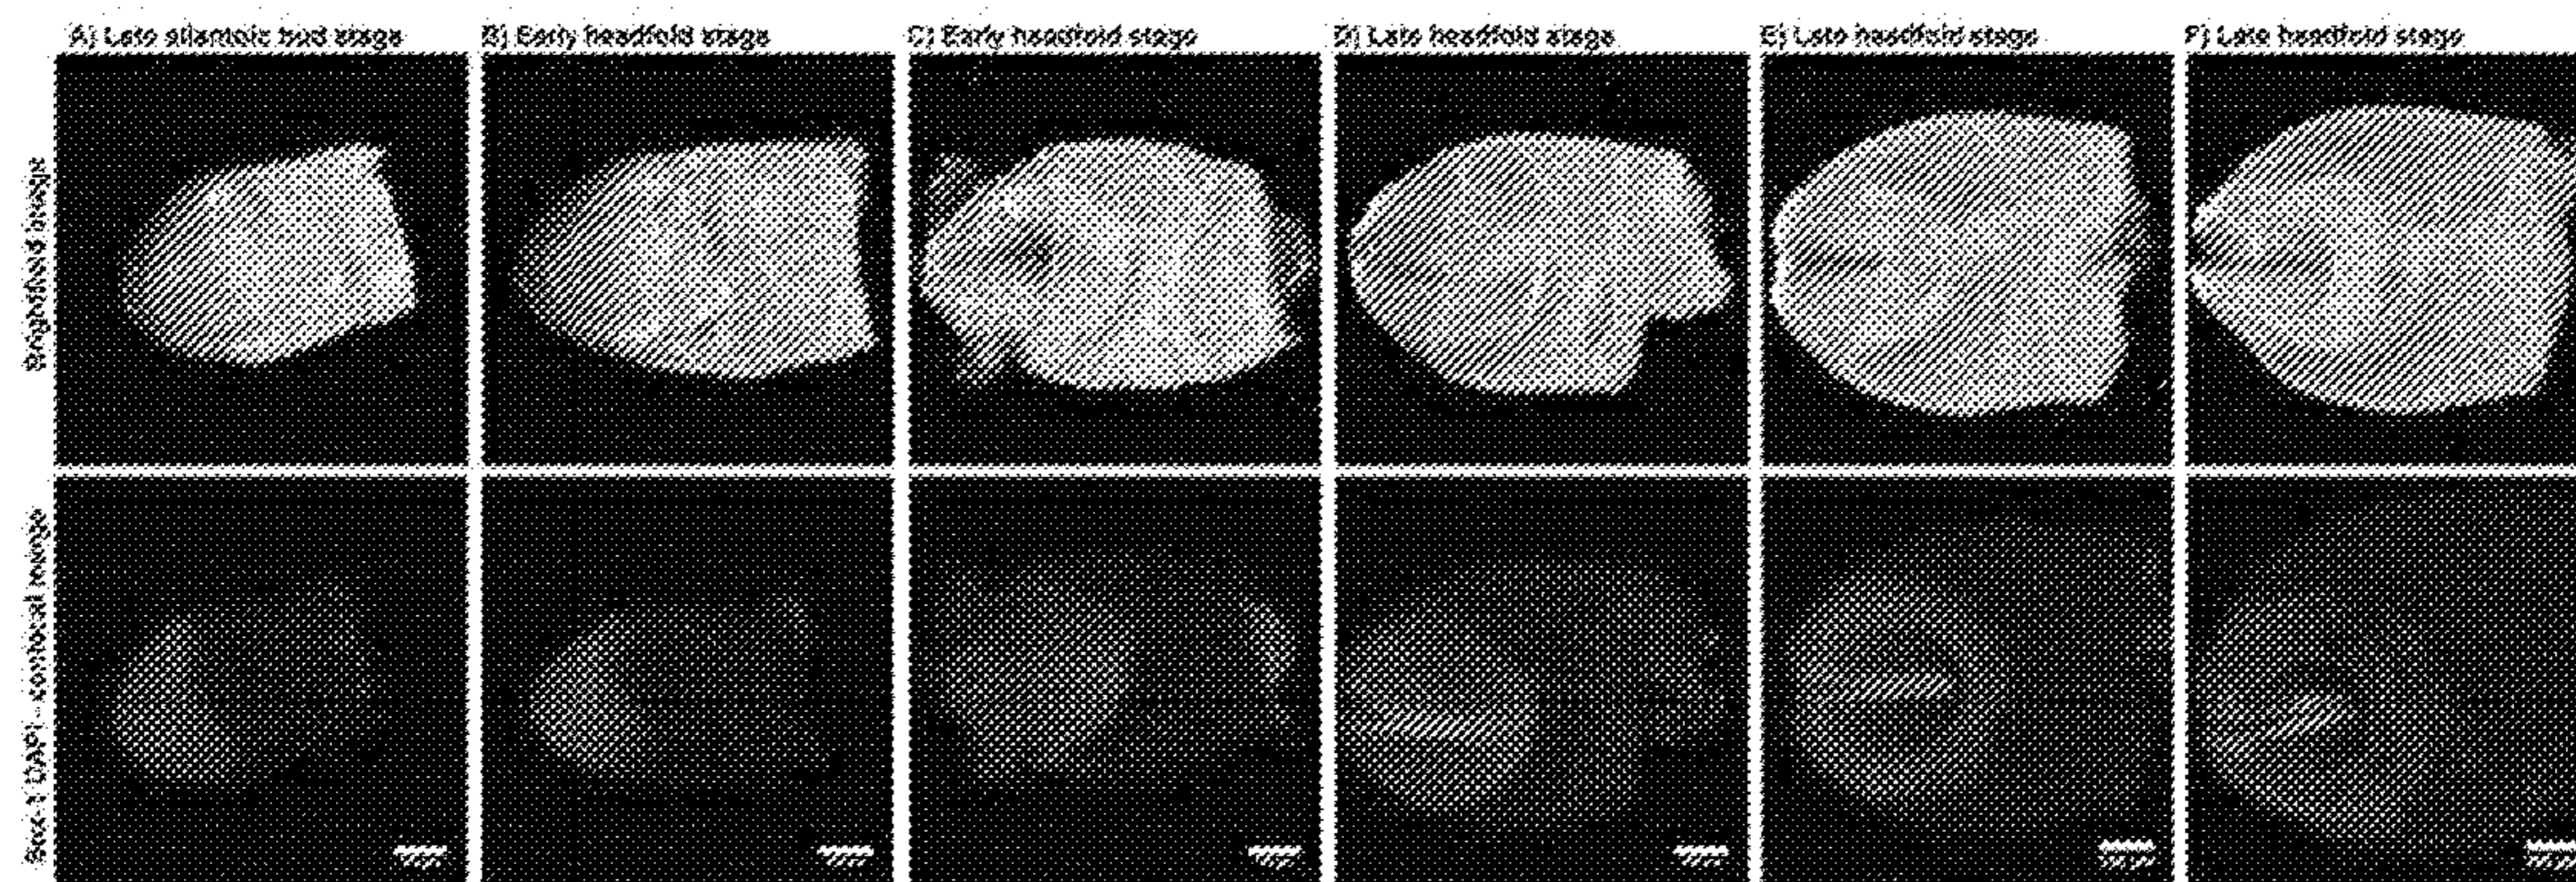 A) Late allantoic bud stage
B) Early headfold stage
C) Early headfold stage
D) Late headfold stage
E) Late headfold stage
F) Late headfold stage
Brightfield image
DAPI - confocal image